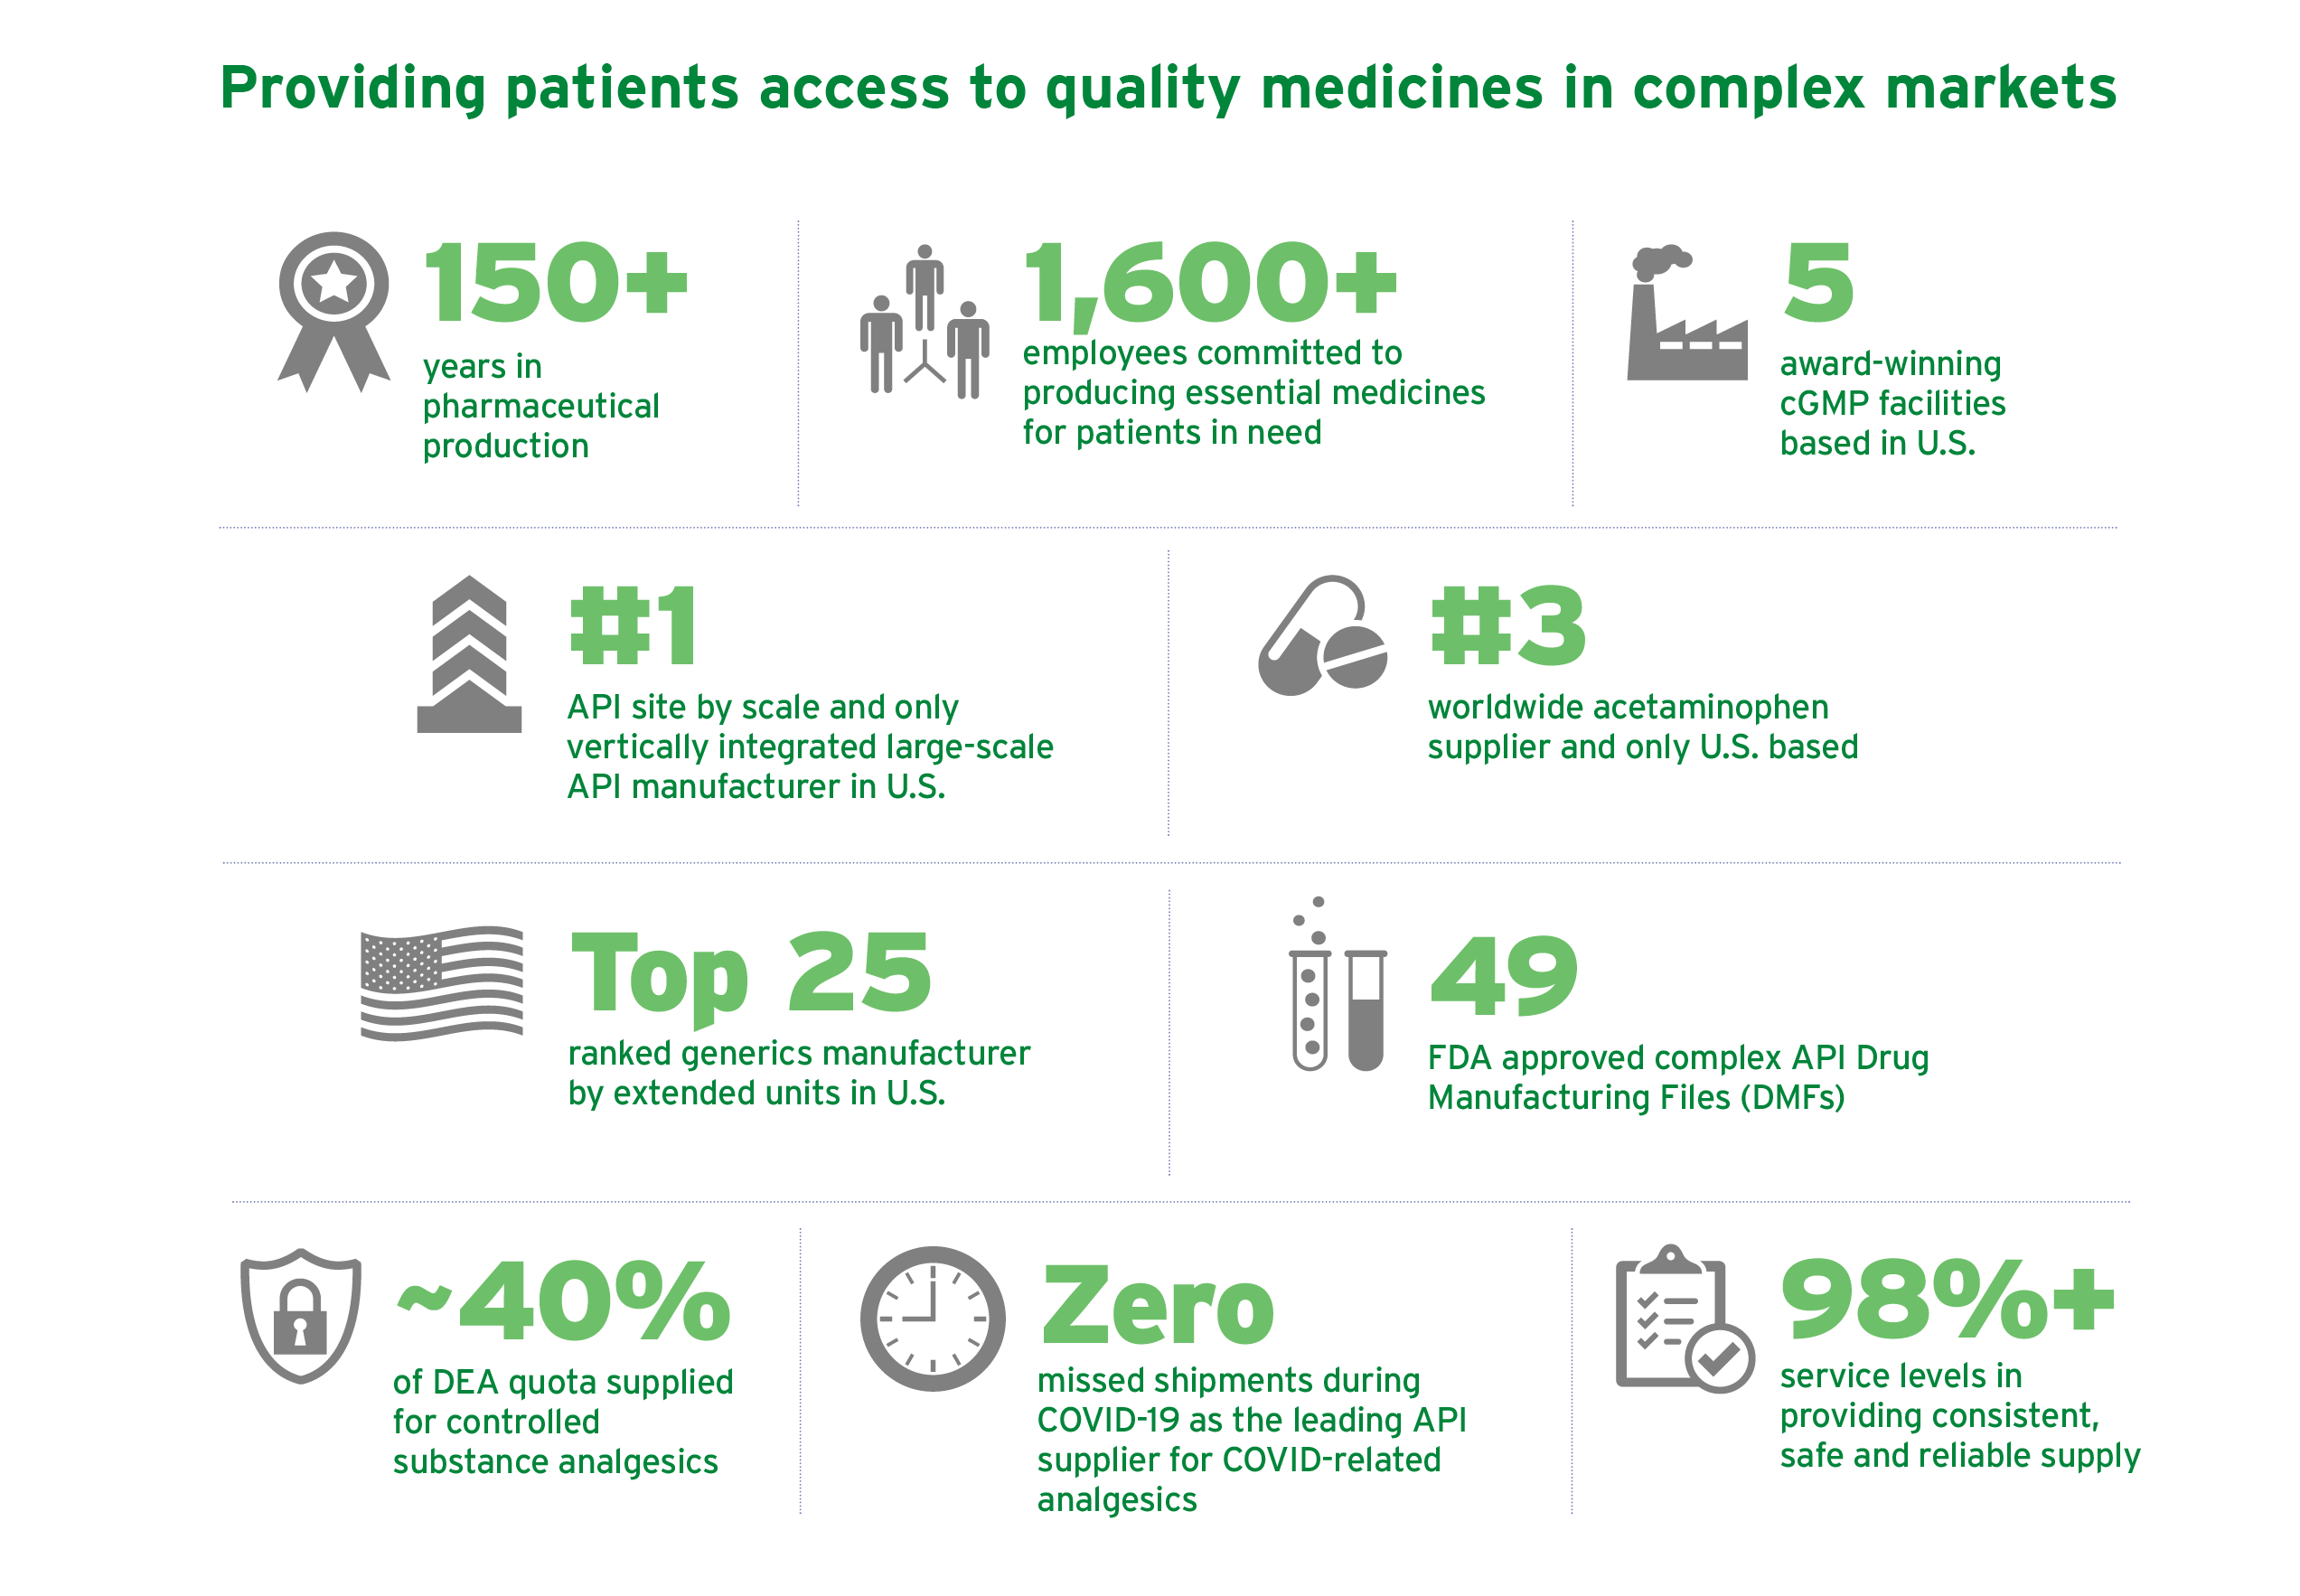 Providing patients access to quality medicines in complex markets
150+
years in
pharmaceutical
production
1,600+
employees committed to
producing essential medicines
for patients in need
5
award-winning
cGMP facilities
based in U.S.
#1
API site by scale and only
vertically integrated large-scale
API manufacturer in U.S.
#3
worldwide acetaminophen
supplier and only U.S. based
Top 25
ranked generics manufacturer
by extended units in U.S.
49
FDA approved complex API Drug
Manufacturing Files (DMFs)
~40%
of DEA quota supplied
for controlled
substance analgesics
Zero
missed shipments during
COVID-19 as the leading API
supplier for COVID-related
analgesics
98%+
service levels in
providing consistent,
safe and reliable supply